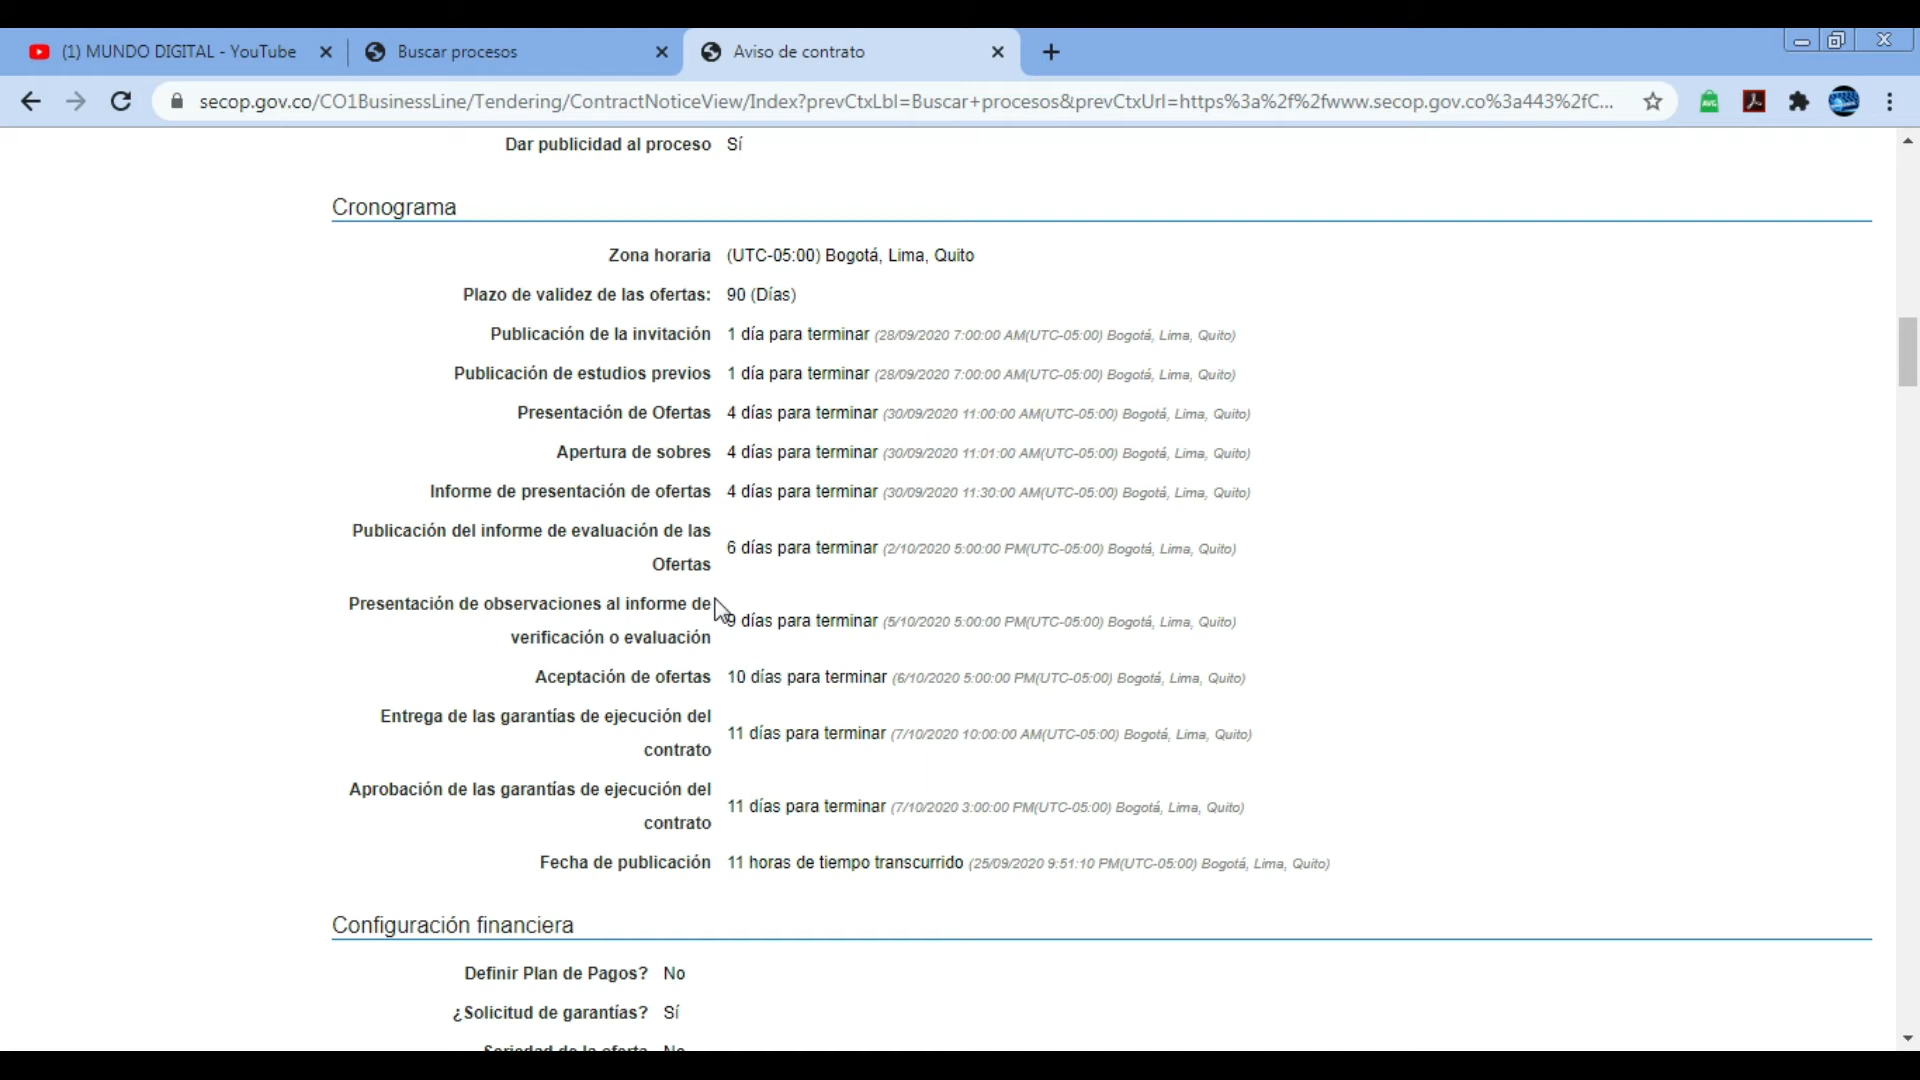 (1) MUNDO DIGITAL - YouTube
Buscar procesos
Aviso de contrato
secop.gov.co/CO1BusinessLine/Tendering/ContractNoticeView/Index?prevCtxLbl=Buscar+procesos&prevCtxUrl=https%3a%2f%2fwww.secop.gov.co%3a443%2fC...
Dar publicidad al proceso Sí
Cronograma
Zona horaria (UTC-05:00) Bogotá, Lima, Quito
Plazo de validez de las ofertas: 90 (Días)
Publicación de la invitación 1 día para terminar (28/09/2020 7:00:00 AM(UTC-05:00) Bogotá, Lima, Quito)
Publicación de estudios previos 1 día para terminar (28/09/2020 7:00:00 AM(UTC-05:00) Bogotá, Lima, Quito)
Presentación de Ofertas 4 días para terminar (30/09/2020 11:00:00 AM(UTC-05:00) Bogotá, Lima, Quito)
Apertura de sobres 4 días para terminar (30/09/2020 11:01:00 AM(UTC-05:00) Bogotá, Lima, Quito)
Informe de presentación de ofertas 4 días para terminar (30/09/2020 11:30:00 AM(UTC-05:00) Bogotá, Lima, Quito)
Publicación del informe de evaluación de las
Ofertas
6 días para terminar (2/10/2020 5:00:00 PM(UTC-05:00) Bogotá, Lima, Quito)
Presentación de observaciones al informe de
verificación o evaluación
9 días para terminar (5/10/2020 5:00:00 PM(UTC-05:00) Bogotá, Lima, Quito)
Aceptación de ofertas 10 días para terminar (6/10/2020 5:00:00 PM(UTC-05:00) Bogotá, Lima, Quito)
Entrega de las garantías de ejecución del
contrato
11 días para terminar (7/10/2020 10:00:00 AM(UTC-05:00) Bogotá, Lima, Quito)
Aprobación de las garantías de ejecución del
contrato
11 días para terminar (7/10/2020 3:00:00 PM(UTC-05:00) Bogotá, Lima, Quito)
Fecha de publicación 11 horas de tiempo transcurrido (25/09/2020 9:51:10 PM(UTC-05:00) Bogotá, Lima, Quito)
Configuración financiera
Definir Plan de Pagos? No
¿Solicitud de garantías? Sí
Seriedad de la oferta No